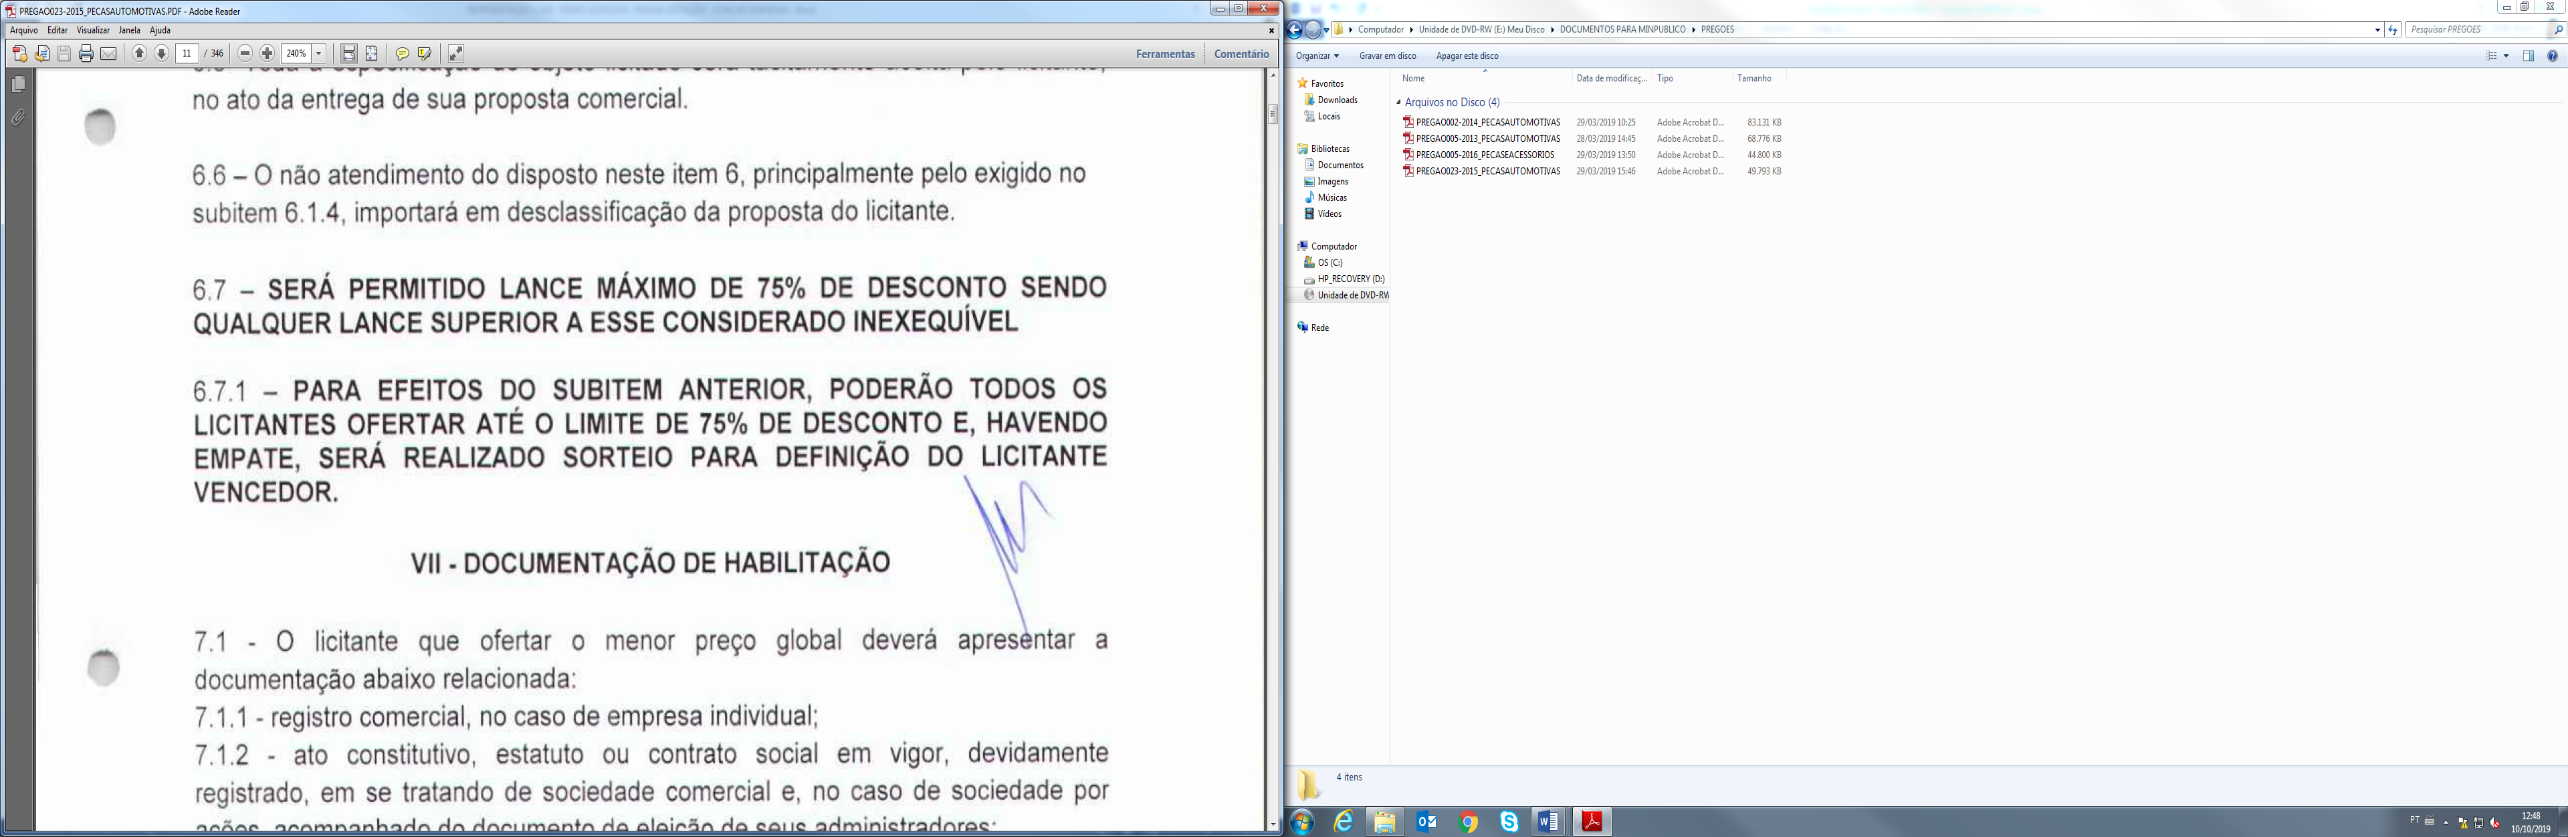 PREGAO023-2015_PECASAUTOMOTIVAS.PDF - Adobe Reader
Arquivo Editar Visualizar Janela Ajuda
11 / 346 240% Ferramentas Comentário
no ato da entrega de sua proposta comercial.
6.6 – O não atendimento do disposto neste item 6, principalmente pelo exigido no
subitem 6.1.4, importará em desclassificação da proposta do licitante.
6.7 – SERÁ PERMITIDO LANCE MÁXIMO DE 75% DE DESCONTO SENDO
QUALQUER LANCE SUPERIOR A ESSE CONSIDERADO INEXEQUÍVEL
6.7.1 – PARA EFEITOS DO SUBITEM ANTERIOR, PODERÃO TODOS OS
LICITANTES OFERTAR ATÉ O LIMITE DE 75% DE DESCONTO E, HAVENDO
EMPATE, SERÁ REALIZADO SORTEIO PARA DEFINIÇÃO DO LICITANTE
VENCEDOR.
VII - DOCUMENTAÇÃO DE HABILITAÇÃO
7.1 - O licitante que ofertar o menor preço global deverá apresentar a
documentação abaixo relacionada:
7.1.1 - registro comercial, no caso de empresa individual;
7.1.2 - ato constitutivo, estatuto ou contrato social em vigor, devidamente
registrado, em se tratando de sociedade comercial e, no caso de sociedade por
ações, acompanhado do documento de eleição de seus administradores;
Computador Unidade de DVD-RW (E:) Meu Disco DOCUMENTOS PARA MINPUBLICO PREGOES
Pesquisar PREGOES
Organizar Gravar em disco Apagar este disco
Favoritos
Downloads
Locais
Bibliotecas
Documentos
Imagens
Músicas
Vídeos
Computador
OS (C:)
HP_RECOVERY (D:)
Unidade de DVD-RW
Rede
Nome Data de modificaç... Tipo Tamanho
Arquivos no Disco (4)
PREGAO002-2014_PECASAUTOMOTIVAS 29/03/2019 10:25 Adobe Acrobat D... 83.131 KB
PREGAO005-2013_PECASAUTOMOTIVAS 28/03/2019 14:45 Adobe Acrobat D... 68.776 KB
PREGAO005-2016_PECASEACESSORIOS 29/03/2019 13:50 Adobe Acrobat D... 44.800 KB
PREGAO023-2015_PECASAUTOMOTIVAS 29/03/2019 15:46 Adobe Acrobat D... 49.793 KB
4 itens
PT
12:48
10/10/2019